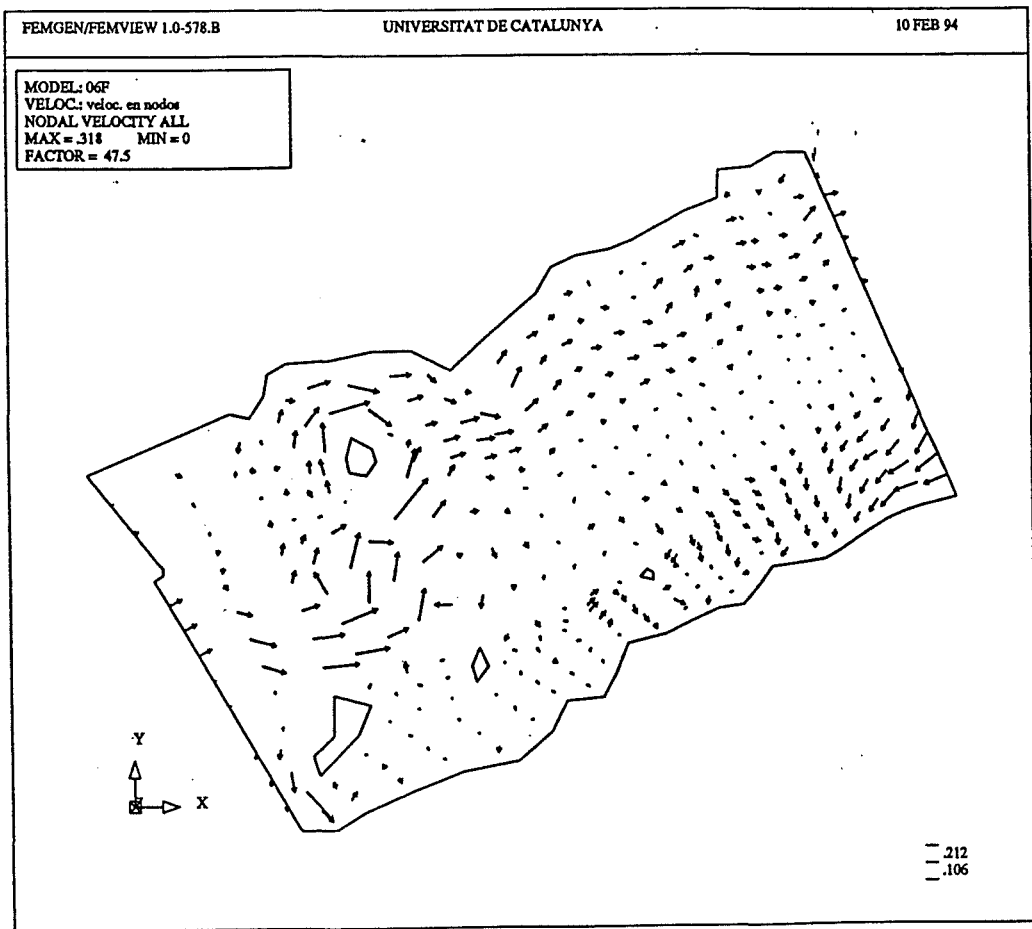 FEMGEN/FEMVIEW 1.0-578.B UNIVERSITAT DE CATALUNYA 10 FEB 94
MODEL: 06F
VELOC.: veloc. en nodos
NODAL VELOCITY ALL
MAX = .318 MIN = 0
FACTOR = 47.5
Y
X
.212
.106